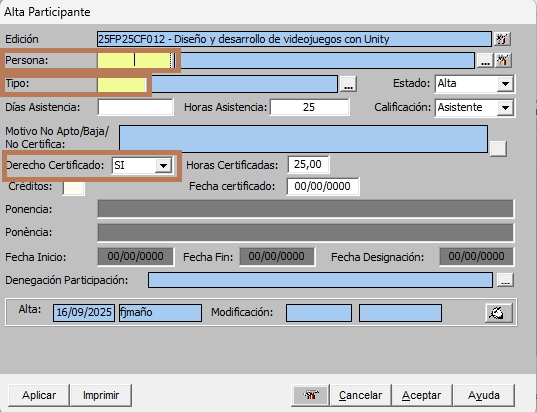 Alta Participante
Edición 25FP25CF012 - Diseño y desarrollo de videojuegos con Unity
Persona: ...
Tipo: ... Estado: Alta
Días Asistencia: Horas Asistencia: 25 Calificación: Asistente
Motivo No Apto/Baja/
No Certifica:
Derecho Certificado: SI Horas Certificadas: 25,00
Créditos: Fecha certificado: 00/00/0000
Ponencia:
Ponència:
Fecha Inicio: 00/00/0000 Fecha Fin: 00/00/0000 Fecha Designación: 00/00/0000
Denegación Participación: ...
Alta: 16/09/2025 fjmaño Modificación:
Aplicar Imprimir Cancelar Aceptar Ayuda